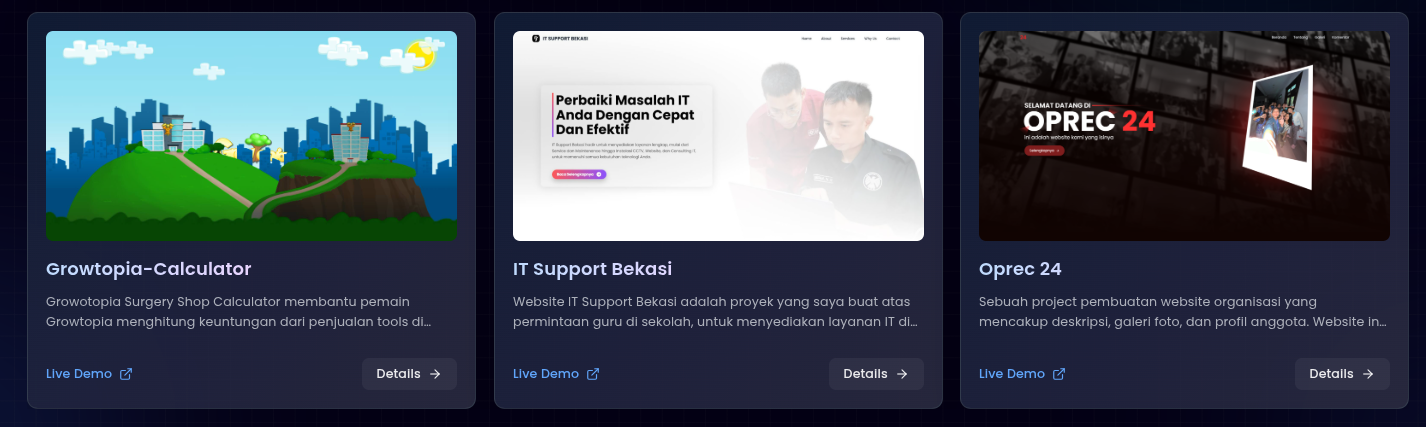 IT SUPPORT BEKASI
Home About Services Why Us Contact
Perbaiki Masalah IT
Anda Dengan Cepat
Dan Efektif
Baca Selengkapnya
SELAMAT DATANG DI
OPREC 24
Ini adalah website kami yang isinya
Selengkapnya
Growtopia-Calculator
Growotopia Surgery Shop Calculator membantu pemain
Growtopia menghitung keuntungan dari penjualan tools di...
Live Demo
Details
IT Support Bekasi
Website IT Support Bekasi adalah proyek yang saya buat atas
permintaan guru di sekolah, untuk menyediakan layanan IT di...
Live Demo
Details
Oprec 24
Sebuah project pembuatan website organisasi yang
mencakup deskripsi, galeri foto, dan profil anggota. Website in...
Live Demo
Details